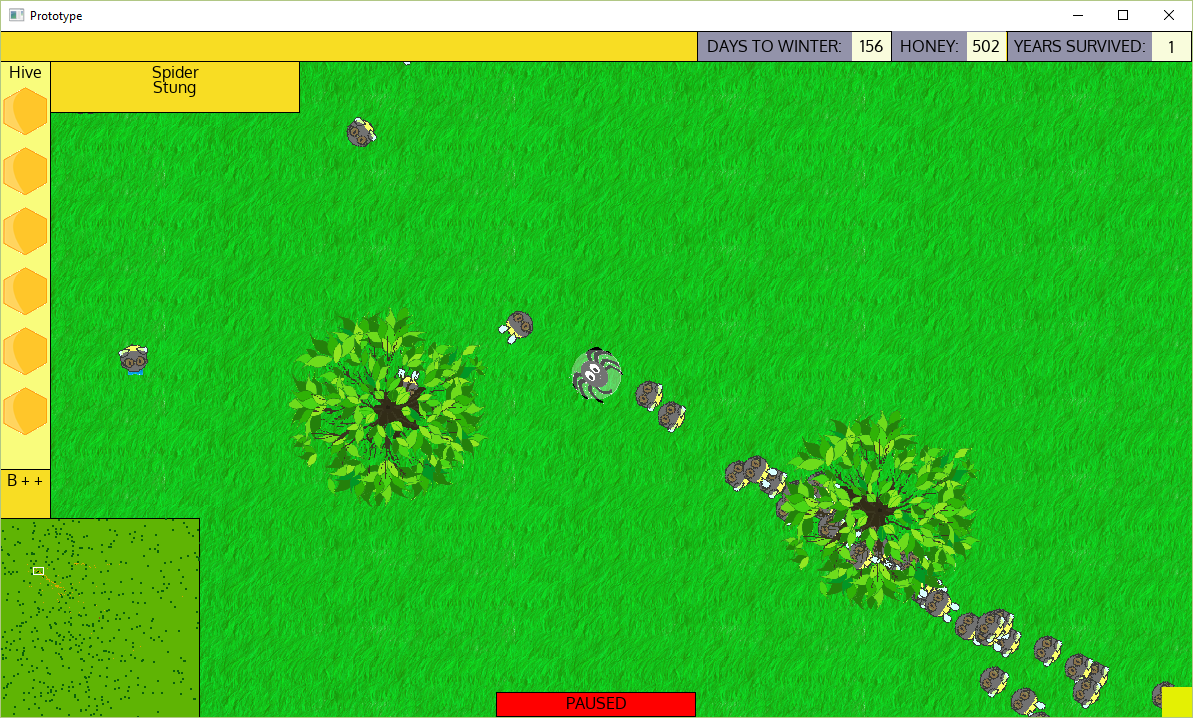 Prototype
DAYS TO WINTER: 156 HONEY: 502 YEARS SURVIVED: 1
Hive
Spider
Stung
B + +
PAUSED